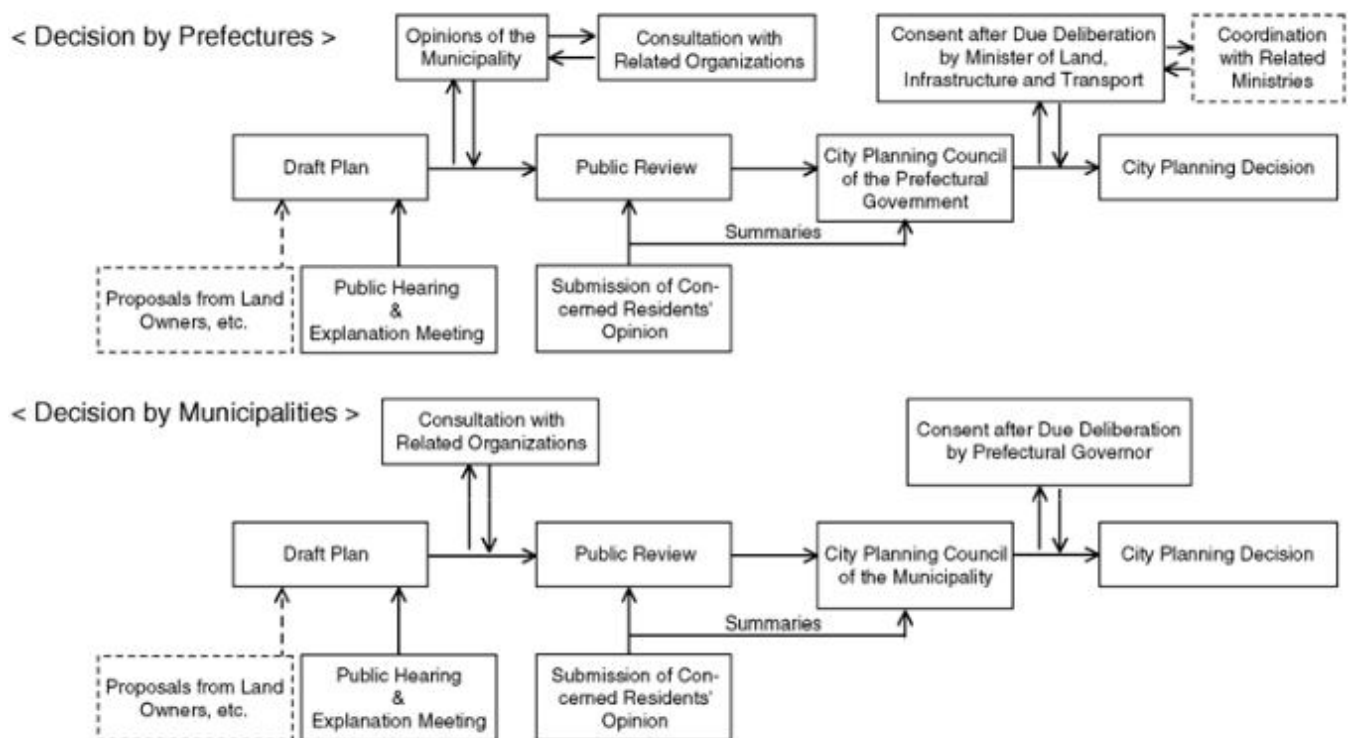 < Decision by Prefectures >
Opinions of the
Municipality
Consultation with
Related Organizations
Consent after Due Deliberation
by Minister of Land,
Infrastructure and Transport
Coordination
with Related
Ministries
Draft Plan
Public Review
City Planning Council
of the Prefectural
Government
City Planning Decision
Summaries
Proposals from Land
Owners, etc.
Public Hearing
&
Explanation Meeting
Submission of Con-
cerned Residents'
Opinion
< Decision by Municipalities >
Consultation with
Related Organizations
Consent after Due Deliberation
by Prefectural Governor
Draft Plan
Public Review
City Planning Council
of the Municipality
City Planning Decision
Summaries
Proposals from Land
Owners, etc.
Public Hearing
&
Explanation Meeting
Submission of Con-
cerned Residents'
Opinion